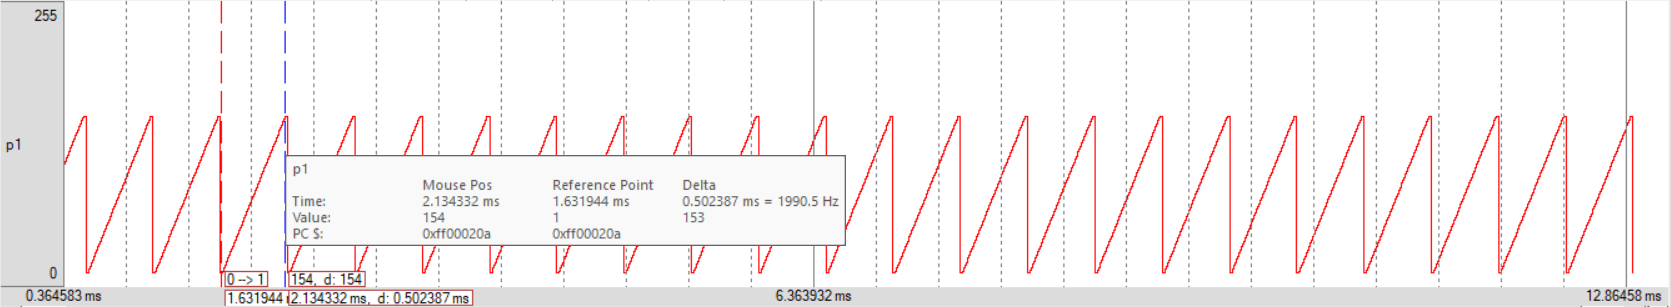 255
p1
0
p1
Mouse Pos Reference Point Delta
Time: 2.134332 ms 1.631944 ms 0.502387 ms = 1990.5 Hz
Value: 154 1 153
PC $: 0xff00020a 0xff00020a
0 --> 1 154, d: 154
1.631944 2.134332 ms, d: 0.502387 ms
0.364583 ms 6.363932 ms 12.86458 ms